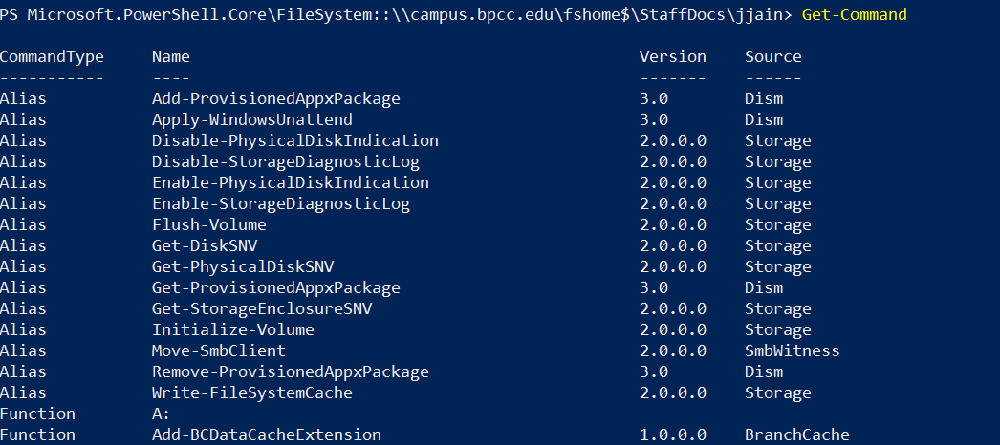 PS Microsoft.PowerShell.Core\FileSystem::\\campus.bpcc.edu\fshome$\StaffDocs\jjain> Get-Command
CommandType Name Version Source
----------- ---- ------- ------
Alias Add-ProvisionedAppxPackage 3.0 Dism
Alias Apply-WindowsUnattend 3.0 Dism
Alias Disable-PhysicalDiskIndication 2.0.0.0 Storage
Alias Disable-StorageDiagnosticLog 2.0.0.0 Storage
Alias Enable-PhysicalDiskIndication 2.0.0.0 Storage
Alias Enable-StorageDiagnosticLog 2.0.0.0 Storage
Alias Flush-Volume 2.0.0.0 Storage
Alias Get-DiskSNV 2.0.0.0 Storage
Alias Get-PhysicalDiskSNV 2.0.0.0 Storage
Alias Get-ProvisionedAppxPackage 3.0 Dism
Alias Get-StorageEnclosureSNV 2.0.0.0 Storage
Alias Initialize-Volume 2.0.0.0 Storage
Alias Move-SmbClient 2.0.0.0 SmbWitness
Alias Remove-ProvisionedAppxPackage 3.0 Dism
Alias Write-FileSystemCache 2.0.0.0 Storage
Function A:
Function Add-BCDataCacheExtension 1.0.0.0 BranchCache